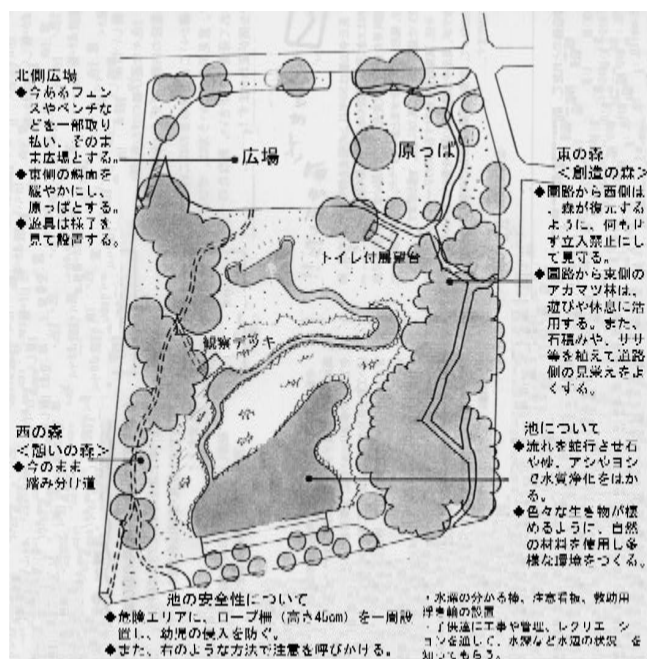 北側広場
◆今あるフェン
スやベンチな
どを一部取り
払い、そのま
ま広場とする。
◆東側の斜面を
緩やかにし、
原っぱとする。
◆遊具は様子を
見て設置する。
広場
原っぱ
トイレ付展望台
観察デッキ
東の森
<創造の森>
◆園路から西側は
、森が復元する
ように、何もせ
ず立入禁止にし
て見守る。
◆園路から東側の
アカマツ林は、
遊びや休息に活
用する。また、
石積みや、ササ
等を植えて道路
側の見栄えをよ
くする。
西の森
<憩いの森>
◆今のまま
踏み分け道
池について
◆流れを蛇行させ石
や砂、アシやヨシ
で水質浄化をはか
る。
◆色々な生き物が棲
めるように、自然
の材料を使用し多
様な環境をつくる。
池の安全性について
◆危険エリアに、ロープ柵（高さ45cm）を一周設
置し、幼児の侵入を防ぐ。
◆また、右のような方法で注意を呼びかける。
・水深の分かる棒、注意看板、救助用
浮き輪の設置
・子供達に工事や管理、レクリエーシ
ョンを通して、水深など水辺の状況 を
知ってもらう。